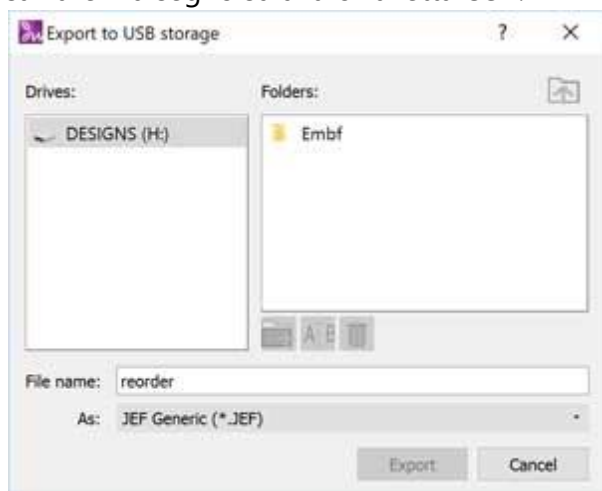 Export to USB storage
Drives:
Folders:
DESIGNS (H:)
Embf
A B
File name: reorder
As: JEF Generic (*.JEF)
Export
Cancel